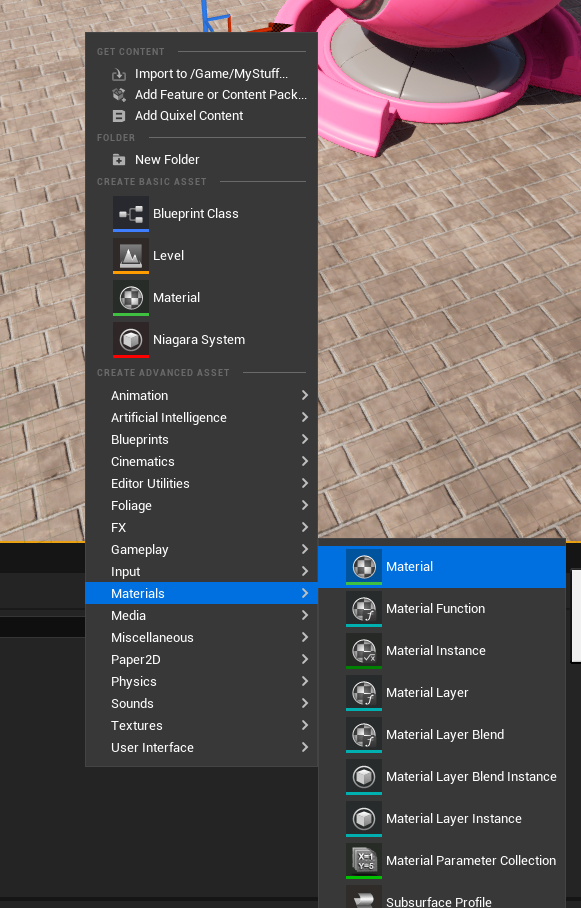 GET CONTENT
Import to /Game/MyStuff...
Add Feature or Content Pack...
Add Quixel Content
FOLDER
New Folder
CREATE BASIC ASSET
Blueprint Class
Level
Material
Niagara System
CREATE ADVANCED ASSET
Animation
Artificial Intelligence
Blueprints
Cinematics
Editor Utilities
Foliage
FX
Gameplay
Input
Materials
Media
Miscellaneous
Paper2D
Physics
Sounds
Textures
User Interface
Material
Material Function
Material Instance
Material Layer
Material Layer Blend
Material Layer Blend Instance
Material Layer Instance
X=1
Y=5
Material Parameter Collection
Subsurface Profile